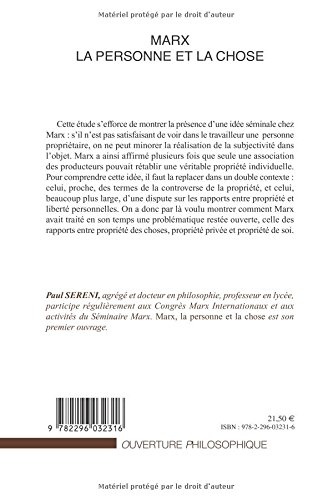 Matériel protégé par le droit d'auteur
MARX
LA PERSONNE ET LA CHOSE
Cette étude s'efforce de montrer la présence d'une idée séminale chez
Marx : s'il n'est pas satisfaisant de voir dans le travailleur une personne
propriétaire, on ne peut minorer la réalisation de la subjectivité dans
l'objet. Marx a ainsi affirmé plusieurs fois que seule une association
des producteurs pouvait rétablir une véritable propriété individuelle.
Pour comprendre cette idée, il faut la replacer dans un double contexte :
celui, proche, des termes de la controverse de la propriété, et celui,
beaucoup plus large, d'une dispute sur les rapports entre propriété et
liberté personnelles. On a donc par là voulu montrer comment Marx
avait traité en son temps une problématique restée ouverte, celle des
rapports entre propriété des choses, propriété privée et propriété de soi.
Paul SERENI, agrégé et docteur en philosophie, professeur en lycée,
participe régulièrement aux Congrès Marx Internationaux et aux
activités du Séminaire Marx. Marx, la personne et la chose est son
premier ouvrage.
9 782296 032316
21,50 €
ISBN : 978-2-296-03231-6
OUVERTURE PHILOSOPHIQUE
Matériel protégé par le droit d'auteur